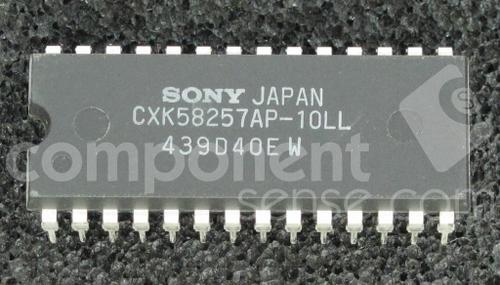 SONY JAPAN
CXK58257AP-10LL
439D40E W
component
sense.com